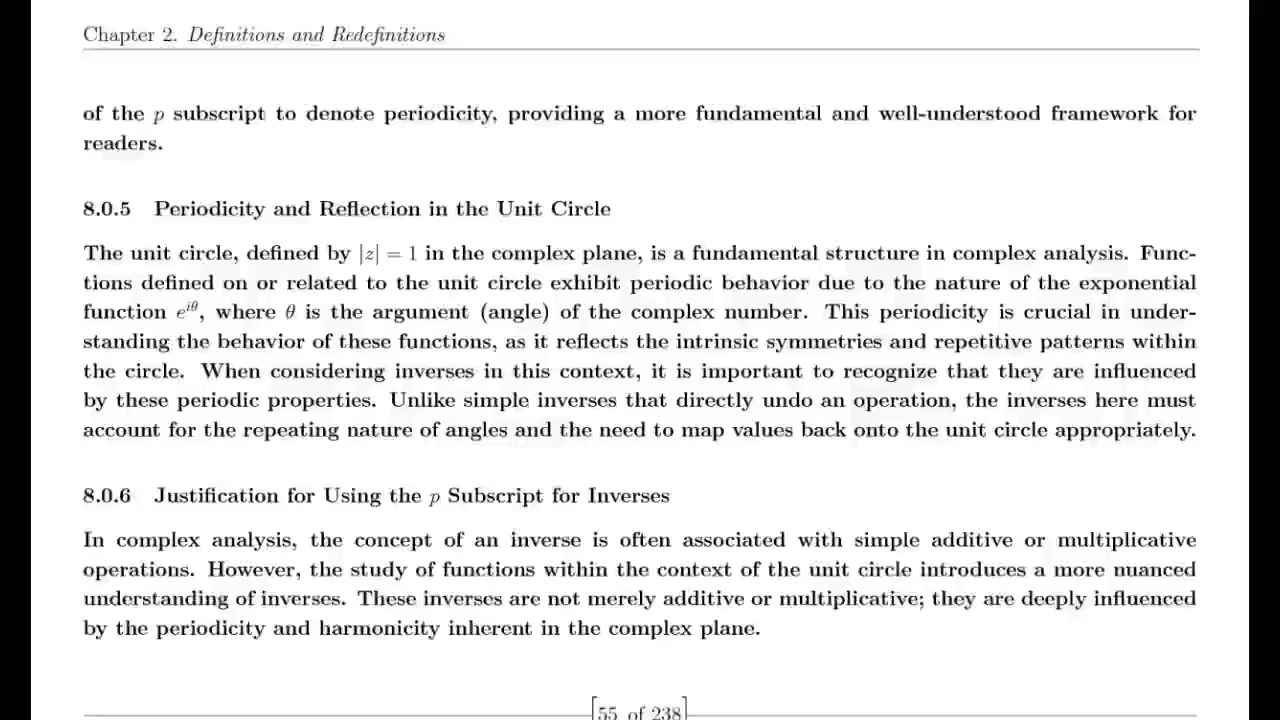 Chapter 2. Definitions and Redefinitions
of the p subscript to denote periodicity, providing a more fundamental and well-understood framework for
readers.
8.0.5 Periodicity and Reflection in the Unit Circle
The unit circle, defined by |z| = 1 in the complex plane, is a fundamental structure in complex analysis. Func-
tions defined on or related to the unit circle exhibit periodic behavior due to the nature of the exponential
function e^{iθ}, where θ is the argument (angle) of the complex number. This periodicity is crucial in under-
standing the behavior of these functions, as it reflects the intrinsic symmetries and repetitive patterns within
the circle. When considering inverses in this context, it is important to recognize that they are influenced
by these periodic properties. Unlike simple inverses that directly undo an operation, the inverses here must
account for the repeating nature of angles and the need to map values back onto the unit circle appropriately.
8.0.6 Justification for Using the p Subscript for Inverses
In complex analysis, the concept of an inverse is often associated with simple additive or multiplicative
operations. However, the study of functions within the context of the unit circle introduces a more nuanced
understanding of inverses. These inverses are not merely additive or multiplicative; they are deeply influenced
by the periodicity and harmonicity inherent in the complex plane.
[55 of 238]